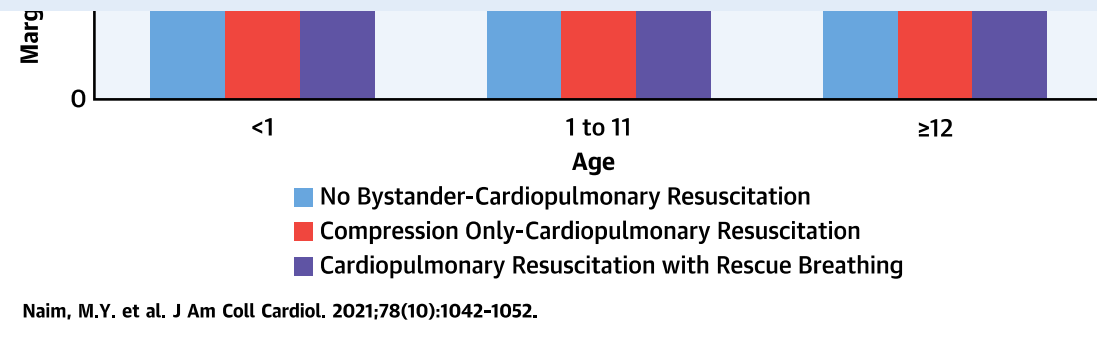 Marg
0
<1 1 to 11 ≥12
Age
No Bystander-Cardiopulmonary Resuscitation
Compression Only-Cardiopulmonary Resuscitation
Cardiopulmonary Resuscitation with Rescue Breathing
Naim, M.Y. et al. J Am Coll Cardiol. 2021;78(10):1042-1052.